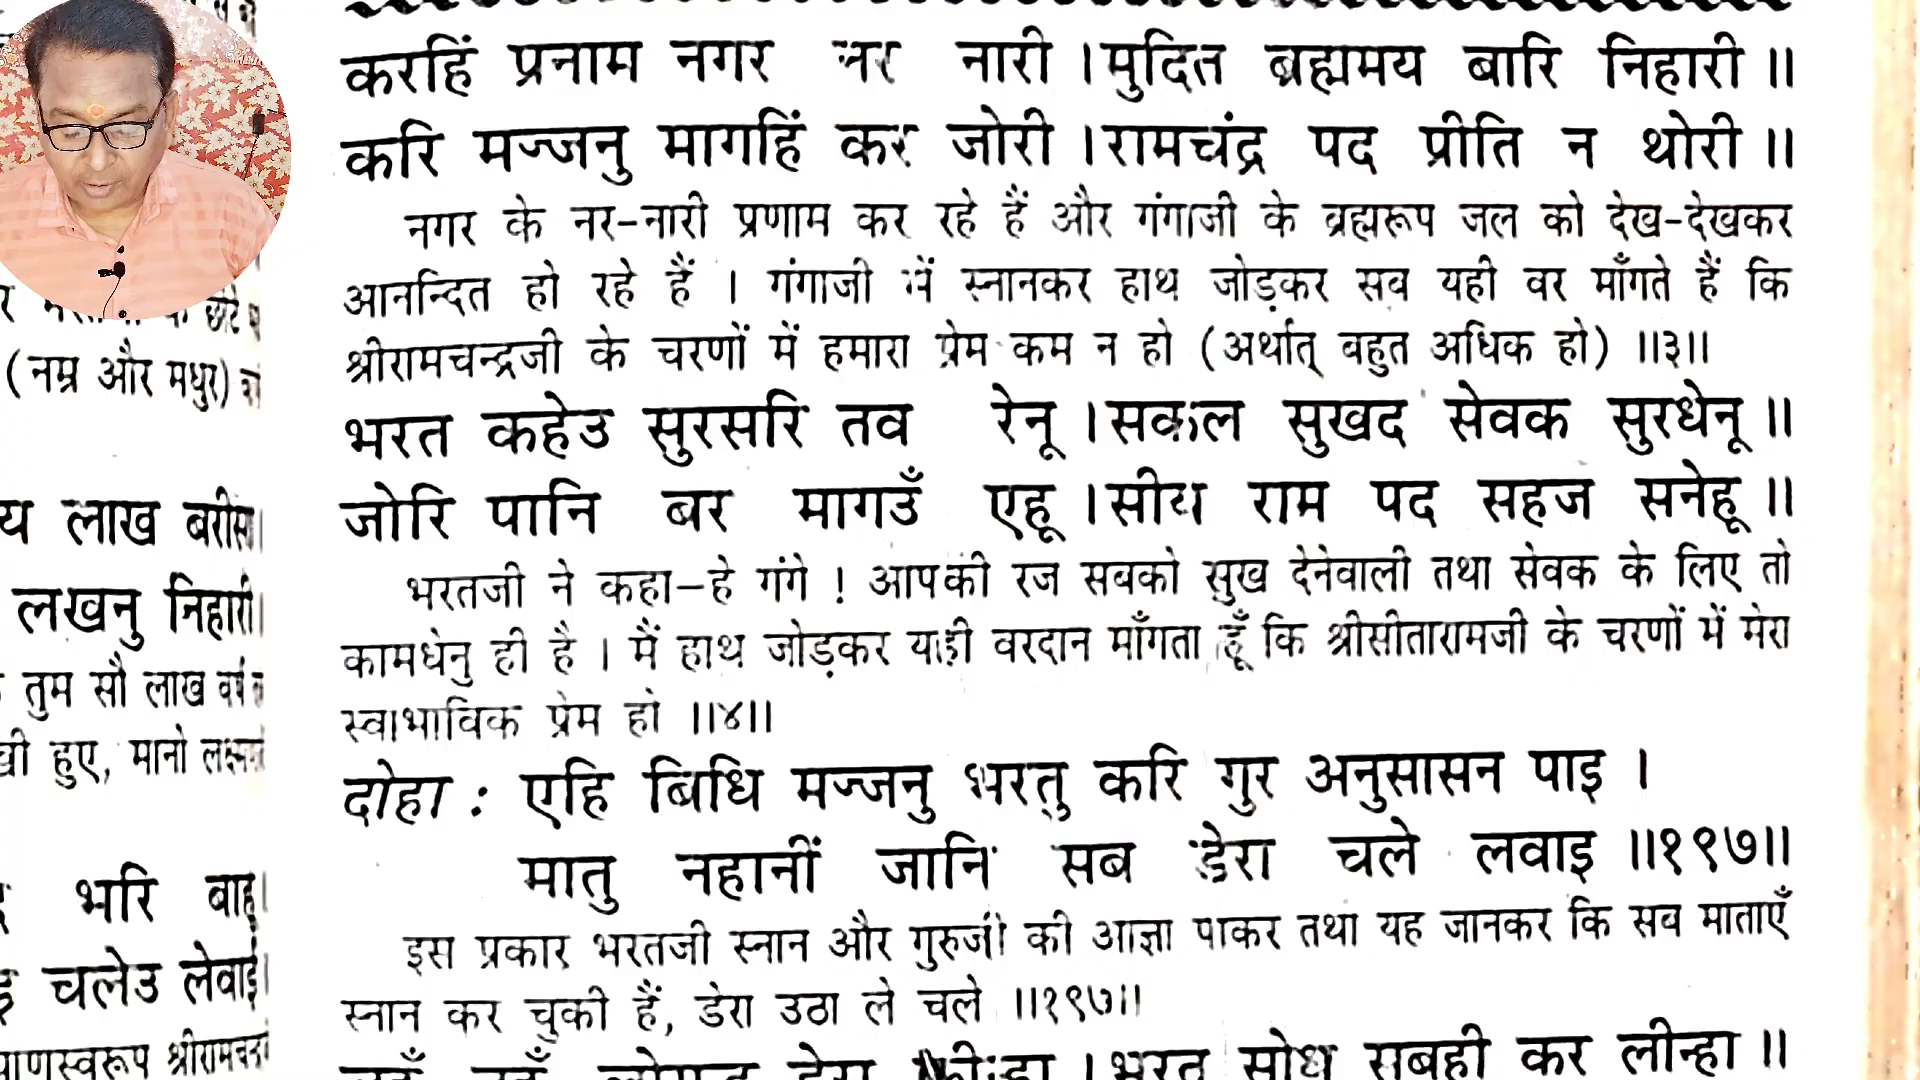 करहिं प्रनाम नगर नर नारी । मुदित ब्रह्ममय बारि निहारी ॥
करि मज्जनु मागहिं कर जोरी । रामचंद्र पद प्रीति न थोरी ॥
नगर के नर-नारी प्रणाम कर रहे हैं और गंगाजी के ब्रह्मरूप जल को देख-देखकर
आनन्दित हो रहे हैं । गंगाजी में स्नानकर हाथ जोड़कर सब यही वर माँगते हैं कि
श्रीरामचन्द्रजी के चरणों में हमारा प्रेम कम न हो (अर्थात् बहुत अधिक हो) ॥३॥
भरत कहेउ सुरसरि तव रेनू । सकल सुखद सेवक सुरधेनू ॥
जोरि पानि बर मागउँ एहू । सीय राम पद सहज सनेहू ॥
भरतजी ने कहा—हे गंगे ! आपकी रज सबको सुख देनेवाली तथा सेवक के लिए तो
कामधेनु ही है । मैं हाथ जोड़कर यही वरदान माँगता हूँ कि श्रीसीतारामजी के चरणों में मेरा
स्वाभाविक प्रेम हो ॥४॥
दोहा : एहि बिधि मज्जनु भरतु करि गुर अनुसासन पाइ ।
मातु नहानीं जानि सब डेरा चले लवाइ ॥१९७॥
इस प्रकार भरतजी स्नान और गुरुजी की आज्ञा पाकर तथा यह जानकर कि सब माताएँ
स्नान कर चुकी हैं, डेरा उठा ले चले ॥१९७॥
भरत सोधु सबही कर लीन्हा ॥
(नम्र और मधुर)
य लाख बरीसा।
लखनु निहारी।
तुम सौ लाख वर्ष
हुए, मानो
भरि बाहू।
चलेउ लेवाई।